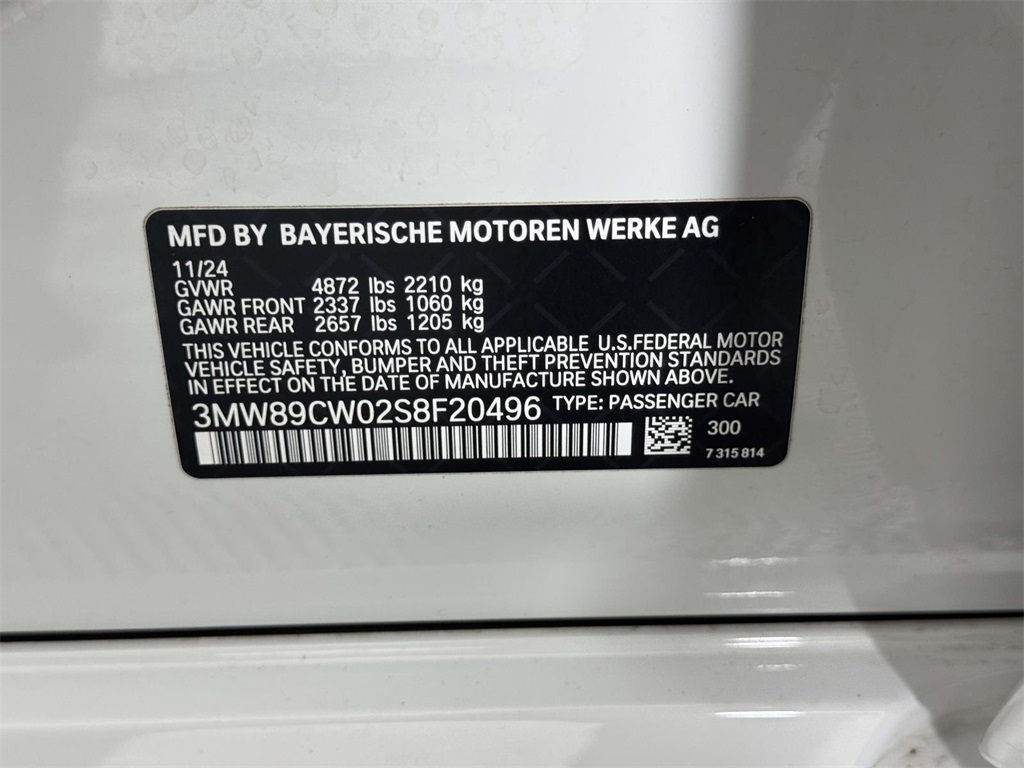 MFD BY BAYERISCHE MOTOREN WERKE AG
11/24
GVWR 4872 lbs 2210 kg
GAWR FRONT 2337 lbs 1060 kg
GAWR REAR 2657 lbs 1205 kg
THIS VEHICLE CONFORMS TO ALL APPLICABLE U.S.FEDERAL MOTOR
VEHICLE SAFETY, BUMPER AND THEFT PREVENTION STANDARDS
IN EFFECT ON THE DATE OF MANUFACTURE SHOWN ABOVE.
3MW89CW02S8F20496 TYPE: PASSENGER CAR
300
7 315 814